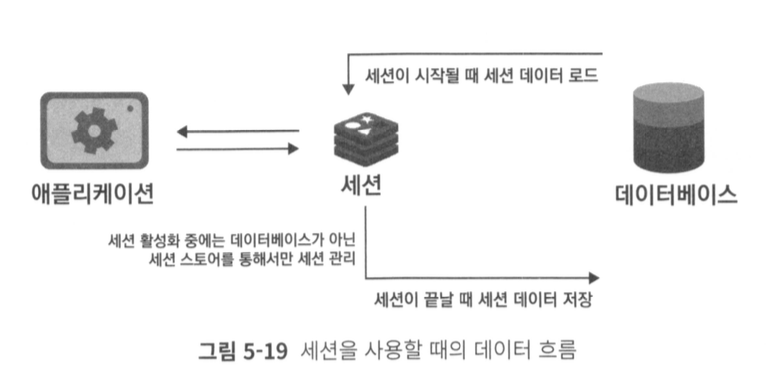 세션이 시작될 때 세션 데이터 로드
애플리케이션
세션
데이터베이스
세션 활성화 중에는 데이터베이스가 아닌
세션 스토어를 통해서만 세션 관리
세션이 끝날 때 세션 데이터 저장
그림 5-19 세션을 사용할 때의 데이터 흐름